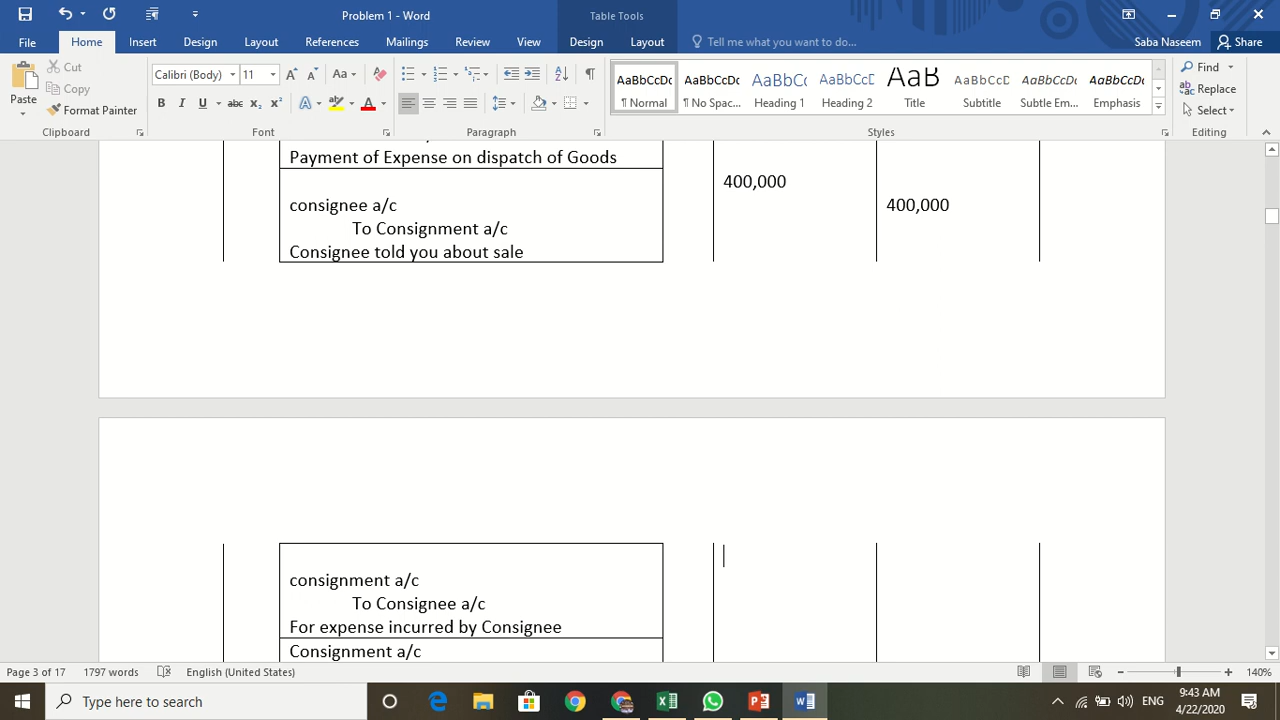 Problem 1 - Word
Table Tools
Saba Naseem
Share
File
Home
Insert
Design
Layout
References
Mailings
Review
View
Design
Layout
Tell me what you want to do...
Paste
Cut
Copy
Format Painter
Clipboard
Calibri (Body)
11
Font
Paragraph
AaBbCcDc
¶ Normal
AaBbCcDc
¶ No Spac...
AaBbCc
Heading
AaBbCcD
Heading 2
AaB
Title
AaBbCcD
Subtitle
AaBbCcDc
Subtle Em...
AaBbCcDc
Emphasis
Styles
Find
Replace
Select
Editing
Payment of Expense on dispatch of Goods
400,000
consignee a/c
400,000
To Consignment a/c
Consignee told you about sale
consignment a/c
To Consignee a/c
For expense incurred by Consignee
Consignment a/c
Page 3 of 17
1797 words
English (United States)
140%
Type here to search
ENG
9:43 AM
4/22/2020